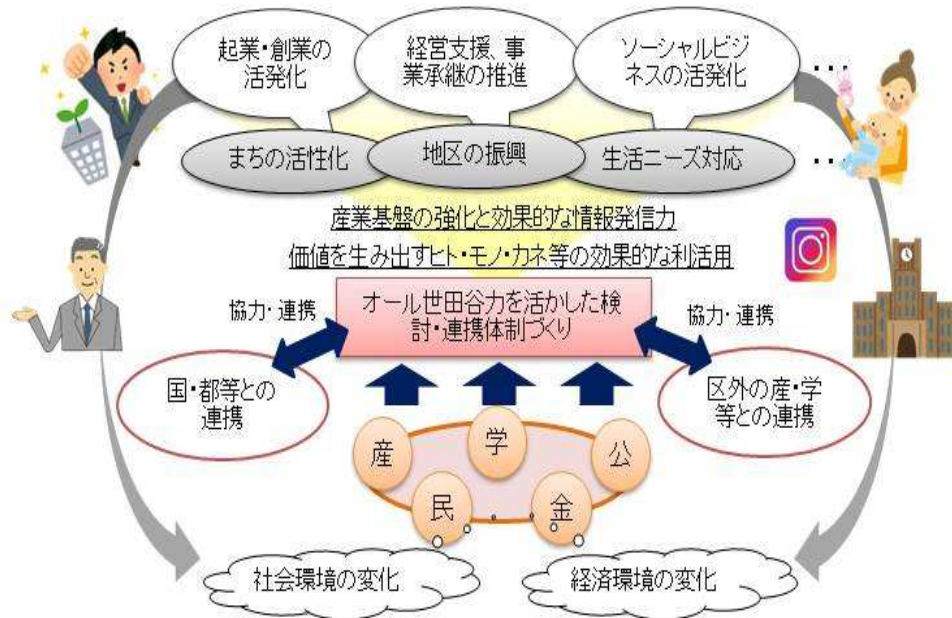 起業・創業の
活発化
経営支援、事
業承継の推進
ソーシャルビジ
ネスの活発化
・・・
まちの活性化
地区の振興
生活ニーズ対応
・・・
産業基盤の強化と効果的な情報発信力
価値を生み出すヒト・モノ・カネ等の効果的な利活用
オール世田谷力を活かした検
討・連携体制づくり
協力・連携
協力・連携
国・都等との
連携
区外の産・学
等との連携
産
学
公
民
金
社会環境の変化
経済環境の変化